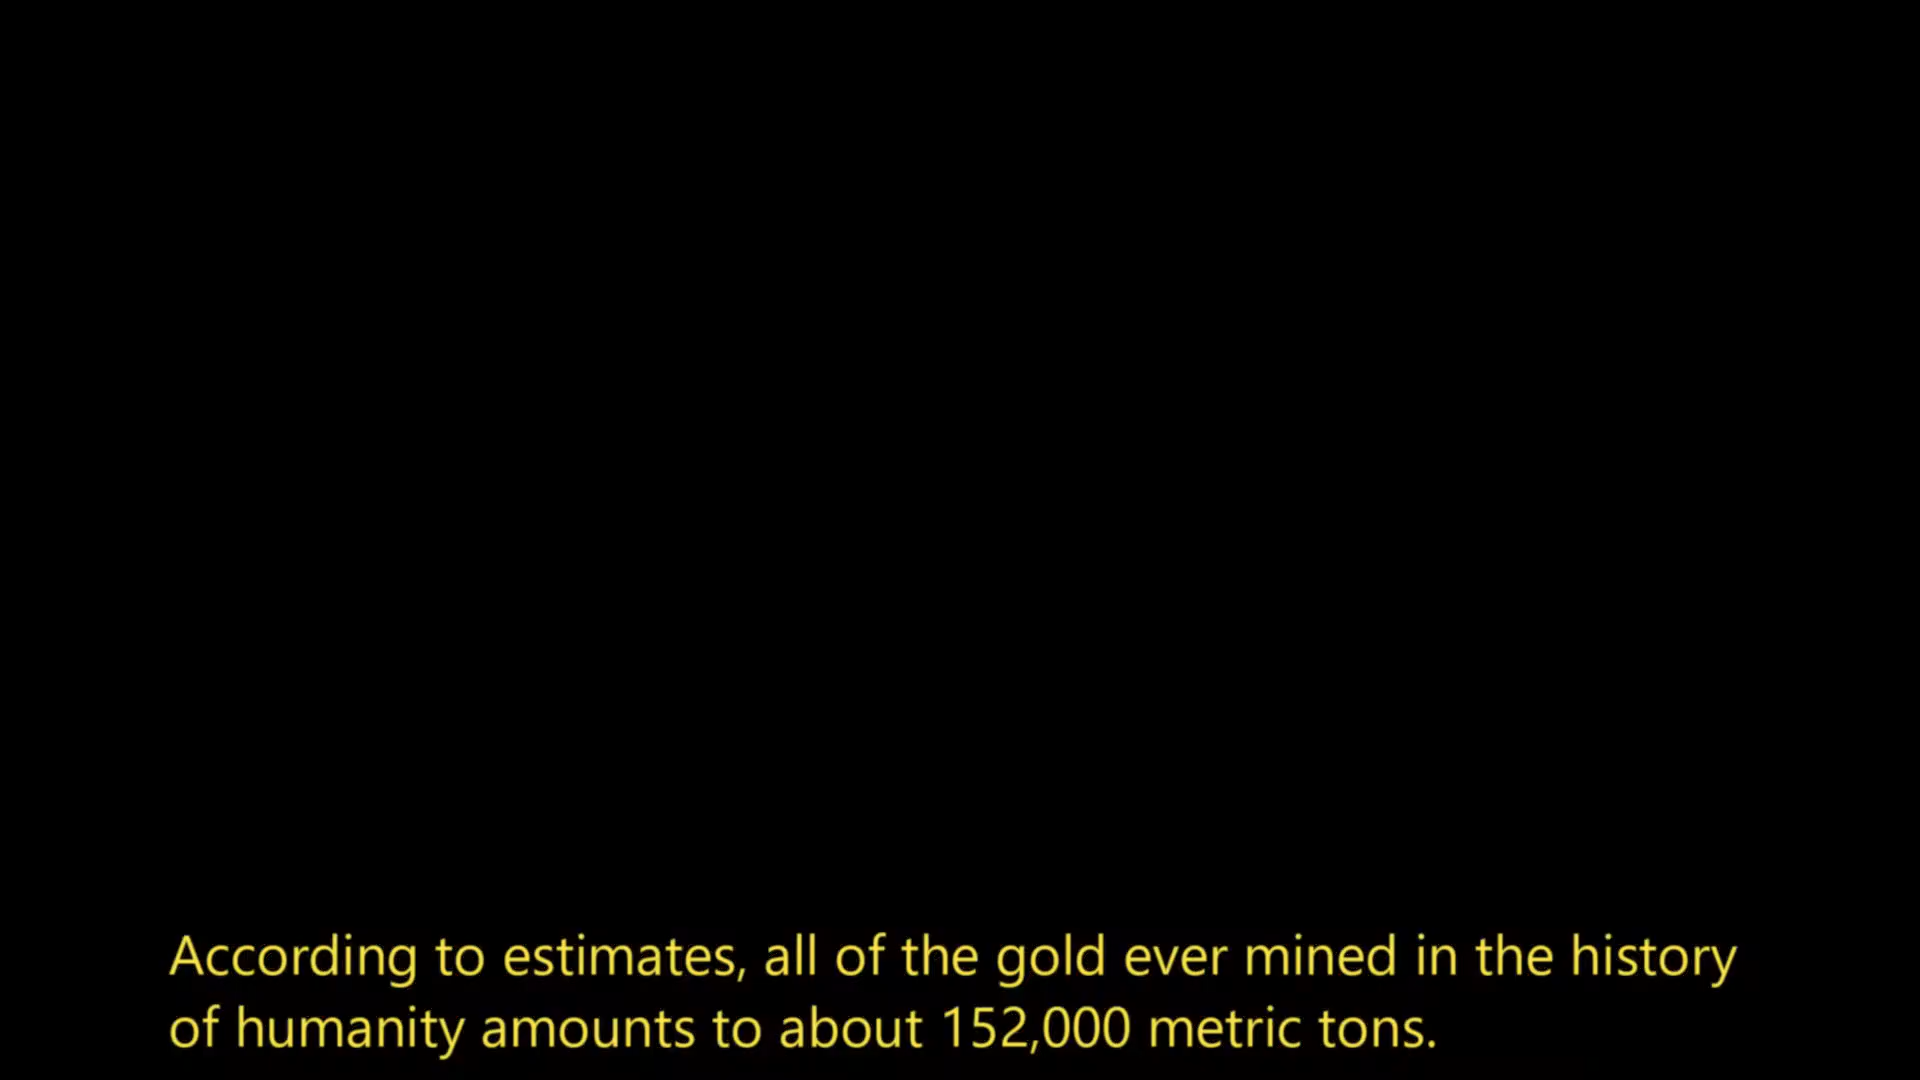 According to estimates, all of the gold ever mined in the history
of humanity amounts to about 152,000 metric tons.